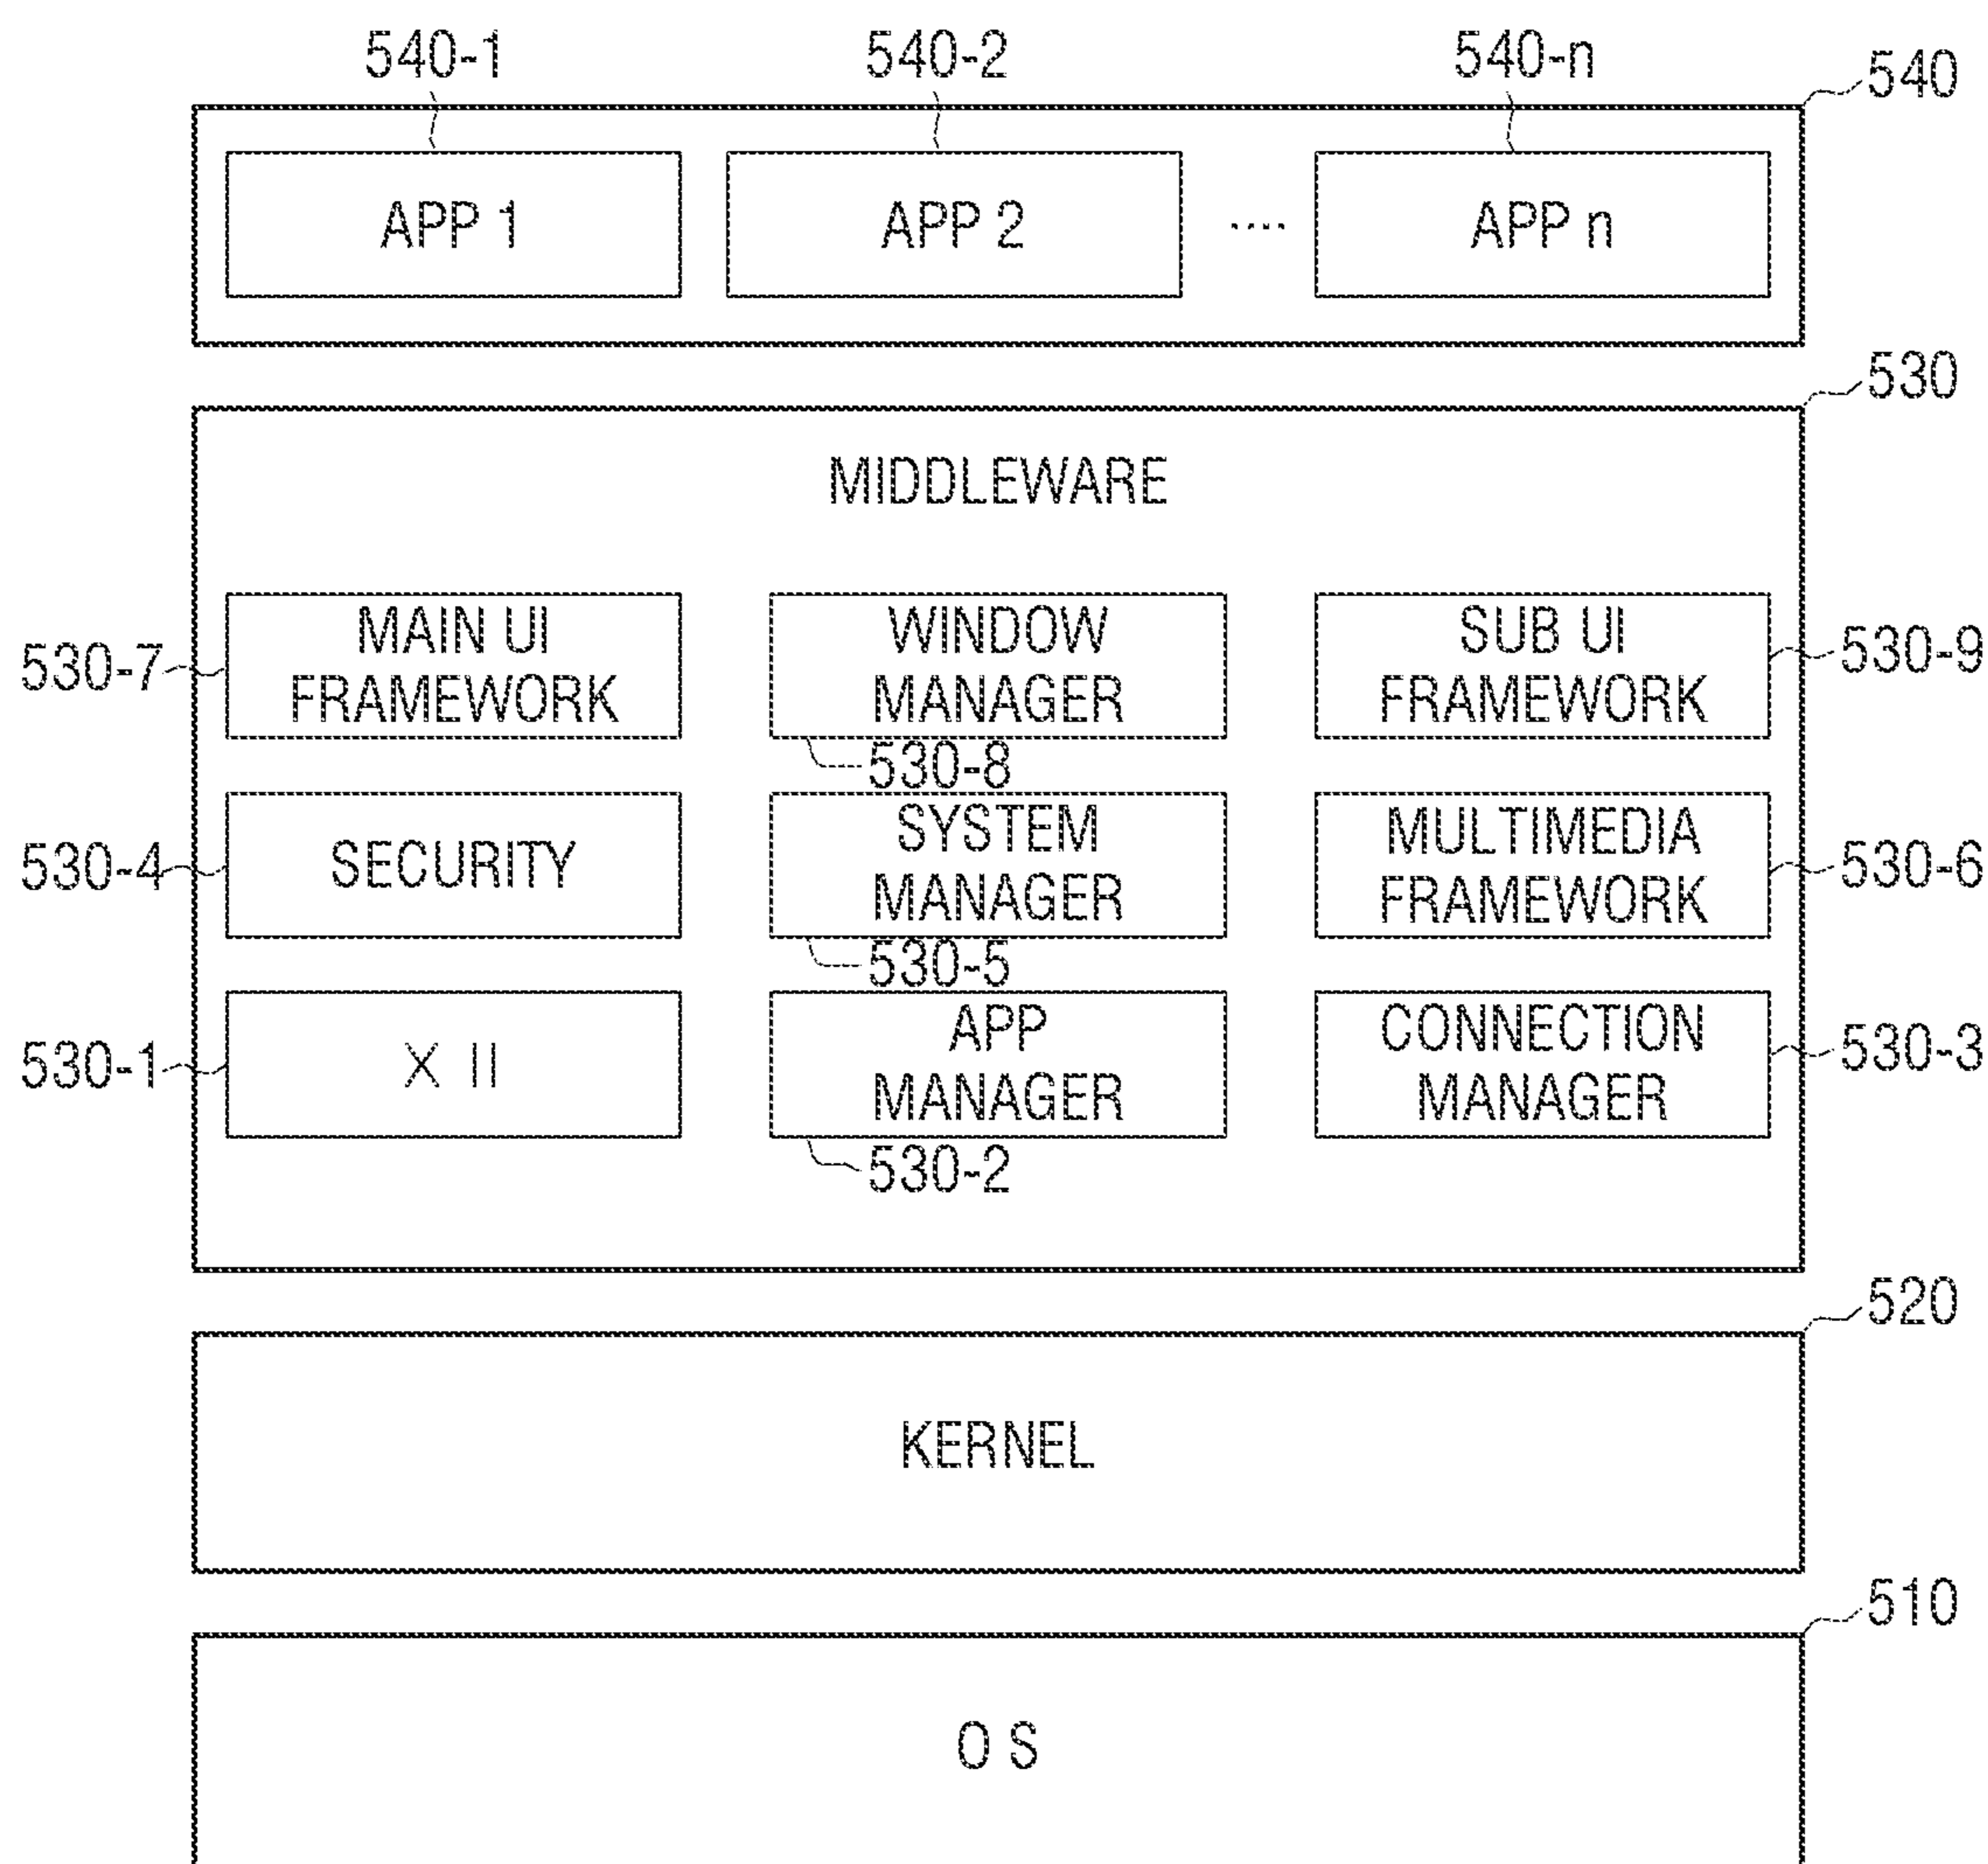 540-1 540-2 540-n 540
APP 1 APP 2 .... APP n
530
MIDDLEWARE
MAIN UI
FRAMEWORK
WINDOW
MANAGER
SUB UI
FRAMEWORK
530-7
530-8
530-9
SECURITY
SYSTEM
MANAGER
MULTIMEDIA
FRAMEWORK
530-4
530-5
530-6
X II
APP
MANAGER
CONNECTION
MANAGER
530-1
530-2
530-3
520
KERNEL
510
O S